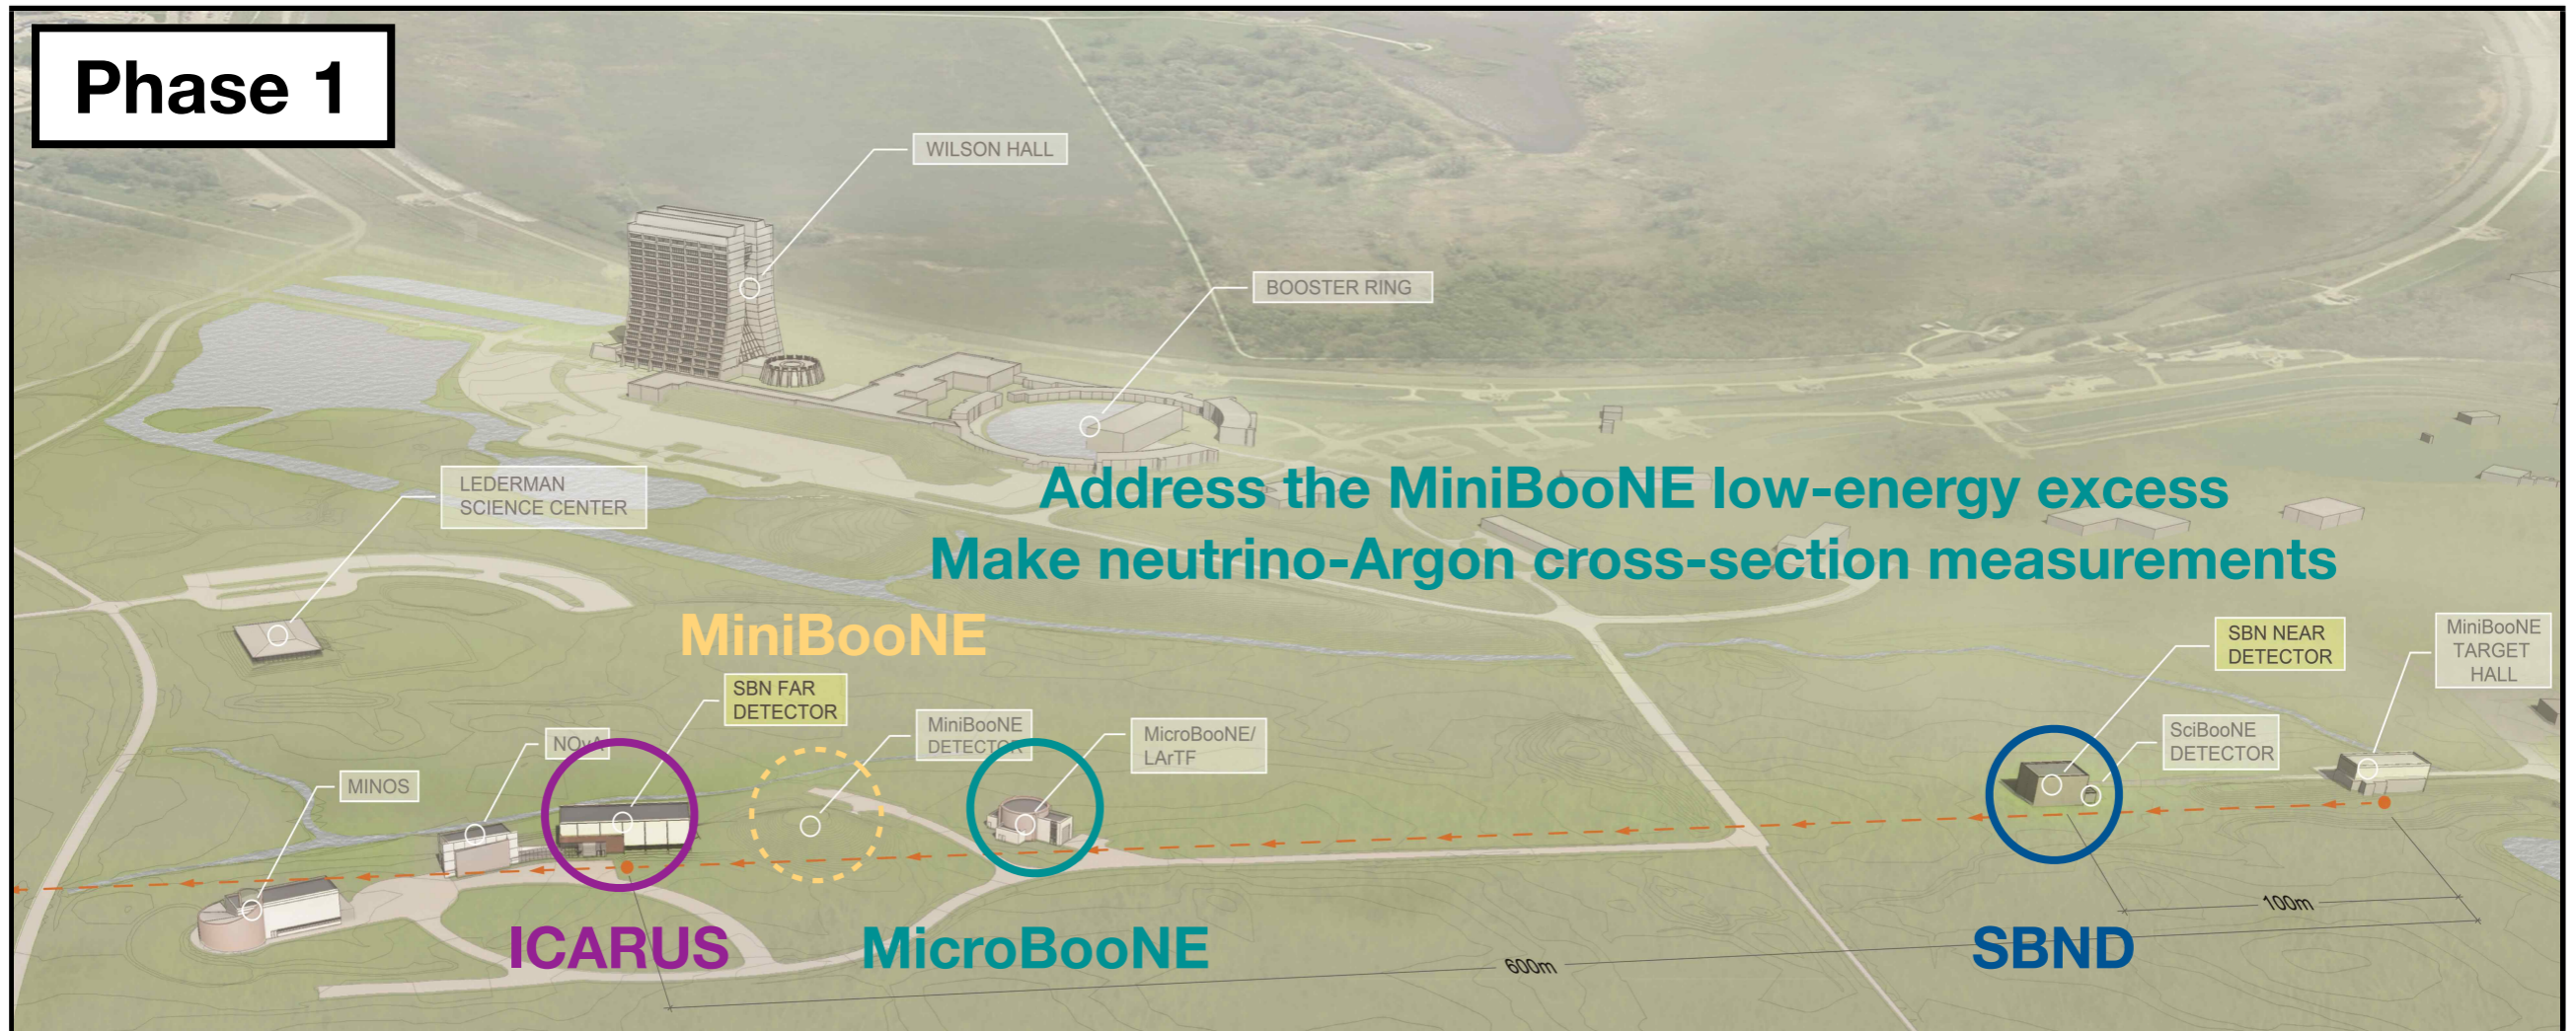 Phase 1
WILSON HALL
BOOSTER RING
LEDERMAN
SCIENCE CENTER
Address the MiniBooNE low-energy excess
Make neutrino-Argon cross-section measurements
MiniBooNE
SBN FAR
DETECTOR
MiniBooNE
DETECTOR
MicroBooNE/
LArTF
SBN NEAR
DETECTOR
MiniBooNE
TARGET
HALL
SciBooNE
DETECTOR
NOvA
MINOS
100m
600m
ICARUS
MicroBooNE
SBND